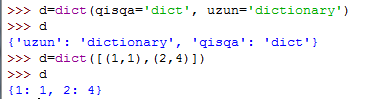 >>> d=dict(qisqa='dict', uzun='dictionary')
>>> d
{'uzun': 'dictionary', 'qisqa': 'dict'}
>>> d=dict([(1,1),(2,4)])
>>> d
{1: 1, 2: 4}